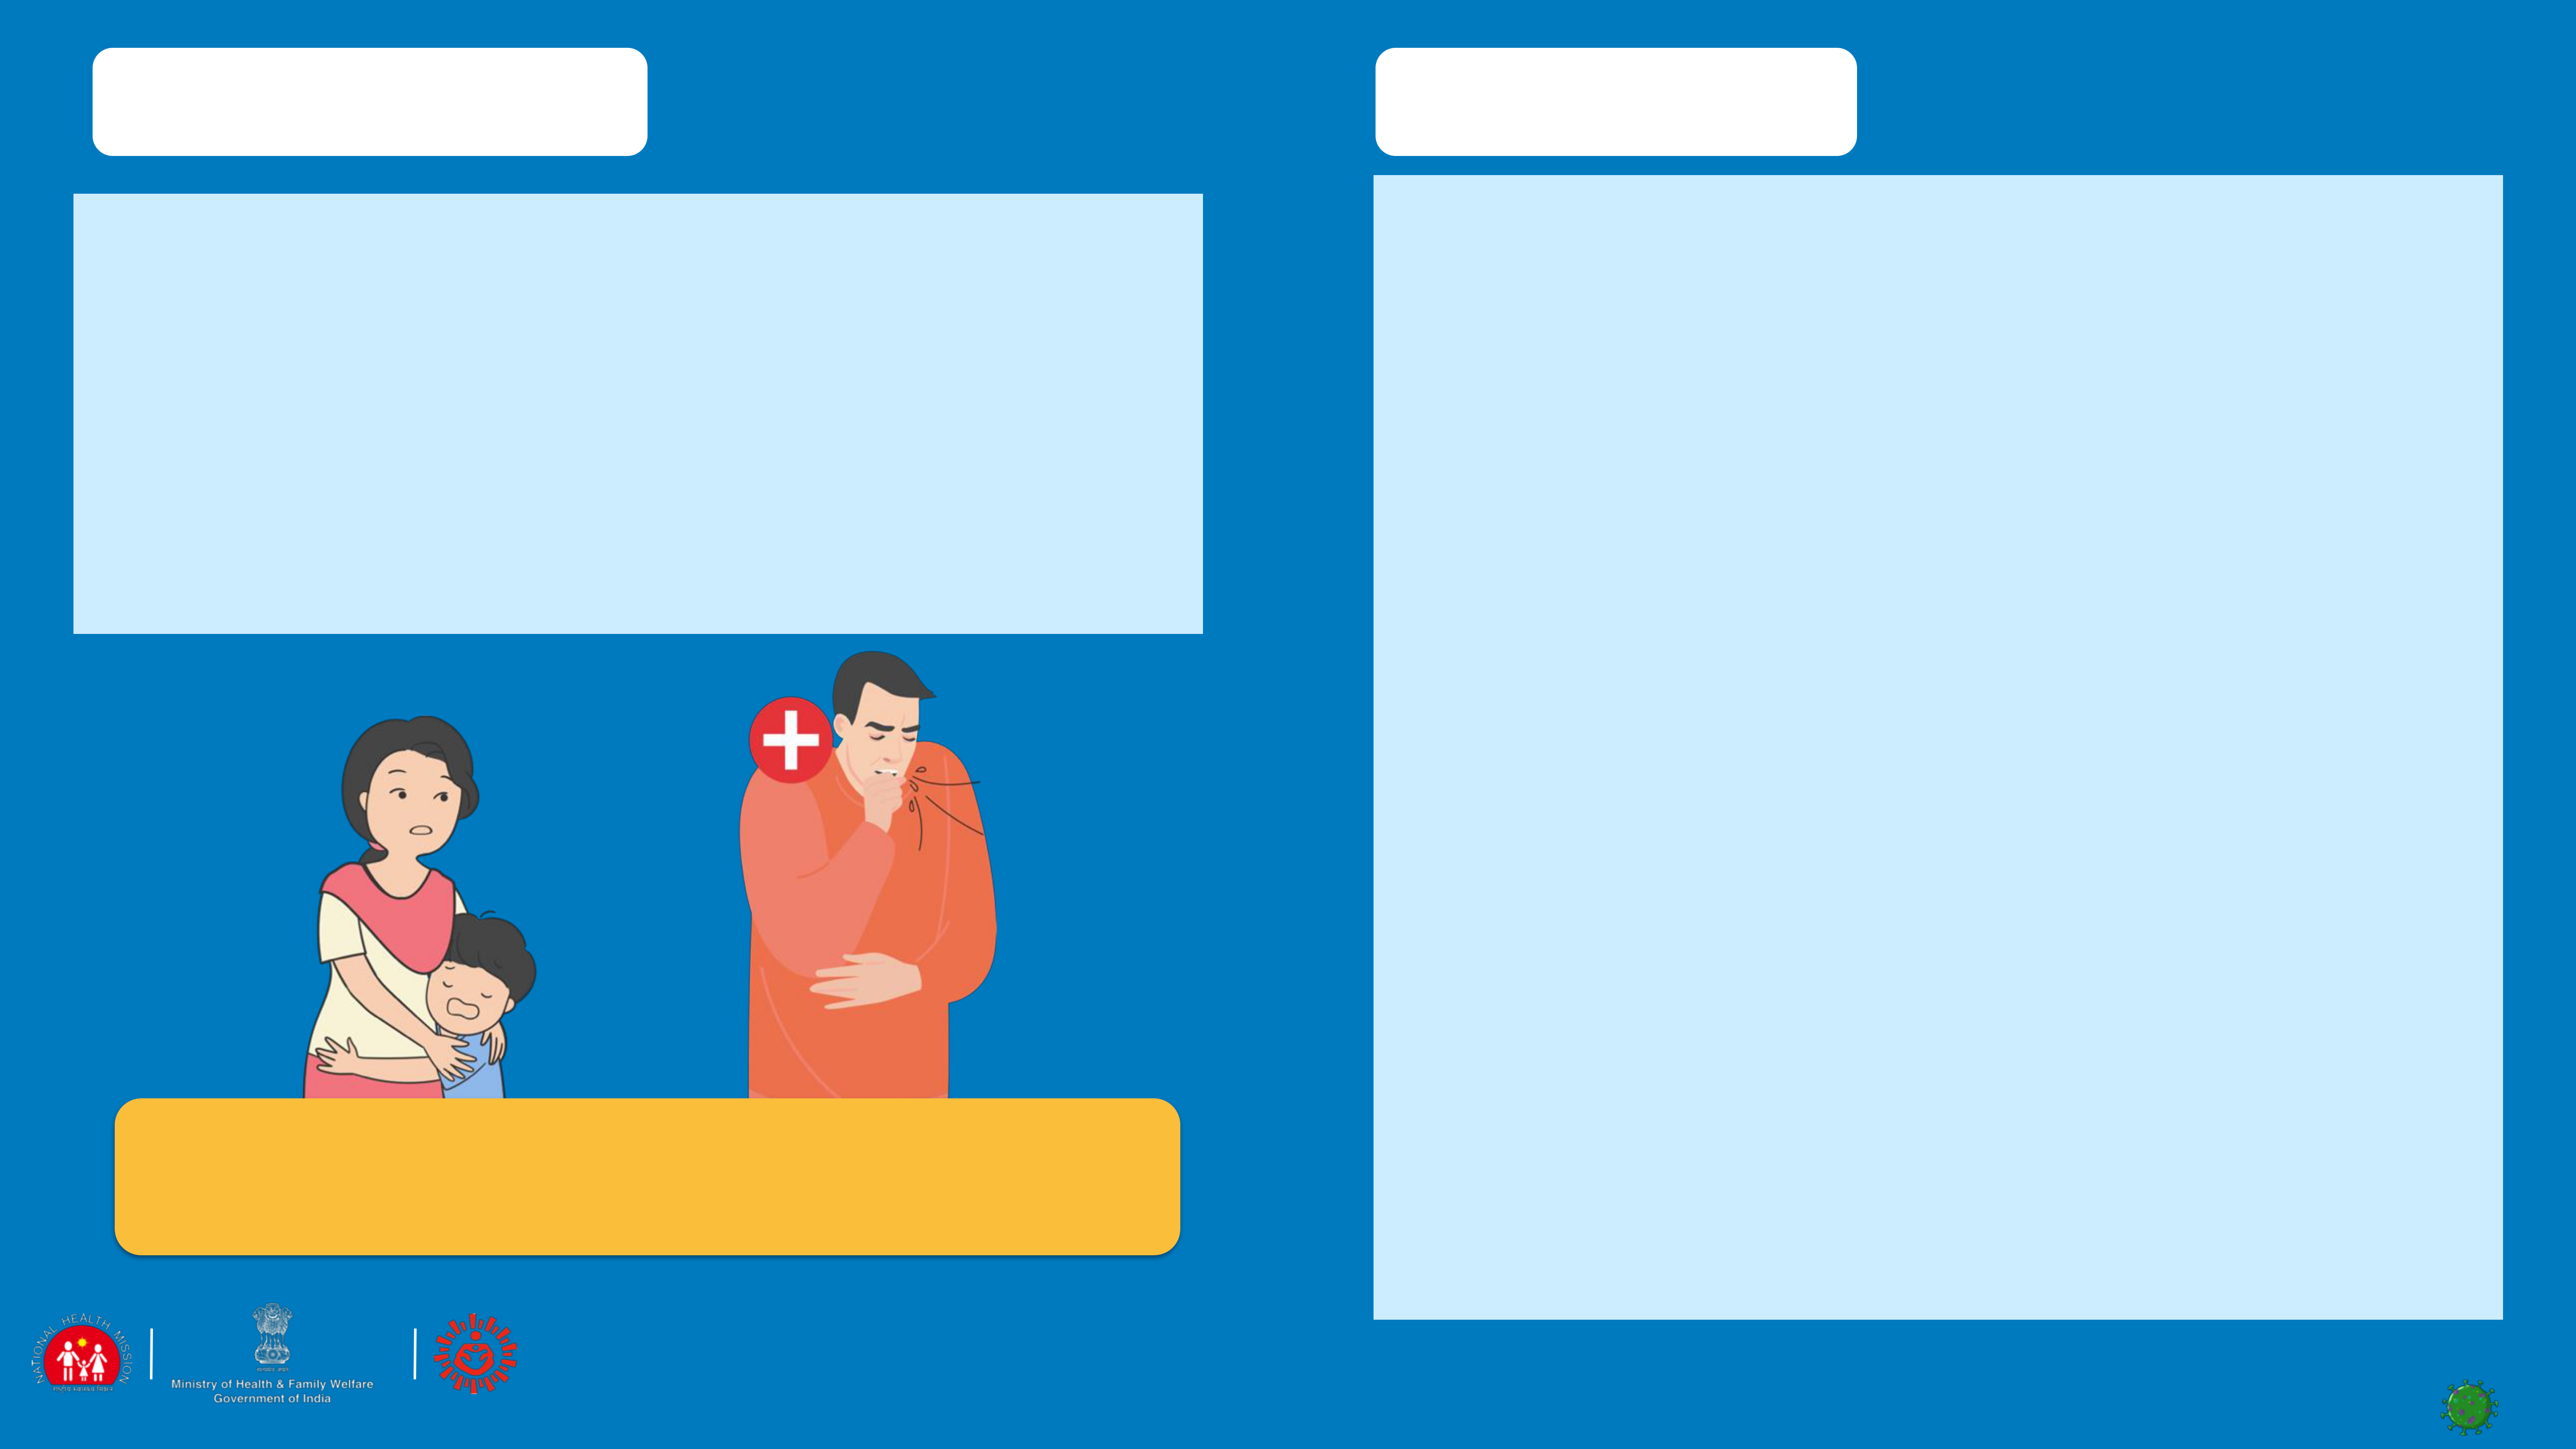 NATIONAL HEALTH MISSION
Ministry of Health & Family Welfare
Government of India